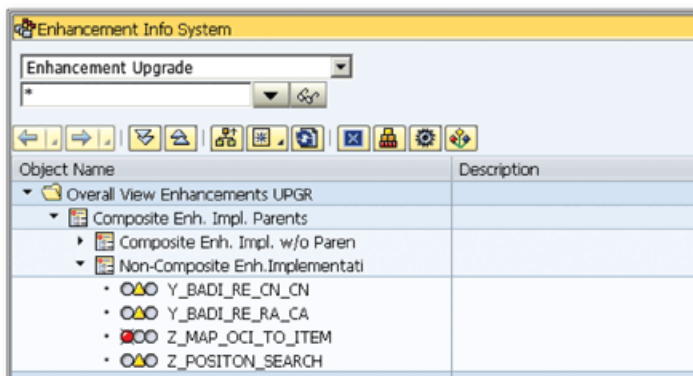 Enhancement Info System
Enhancement Upgrade
*
Object Name Description
Overall View Enhancements UPGR
Composite Enh. Impl. Parents
Composite Enh. Impl. w/o Paren
Non-Composite Enh.Implementati
Y_BADI_RE_CN_CN
Y_BADI_RE_RA_CA
Z_MAP_OCI_TO_ITEM
Z_POSITON_SEARCH